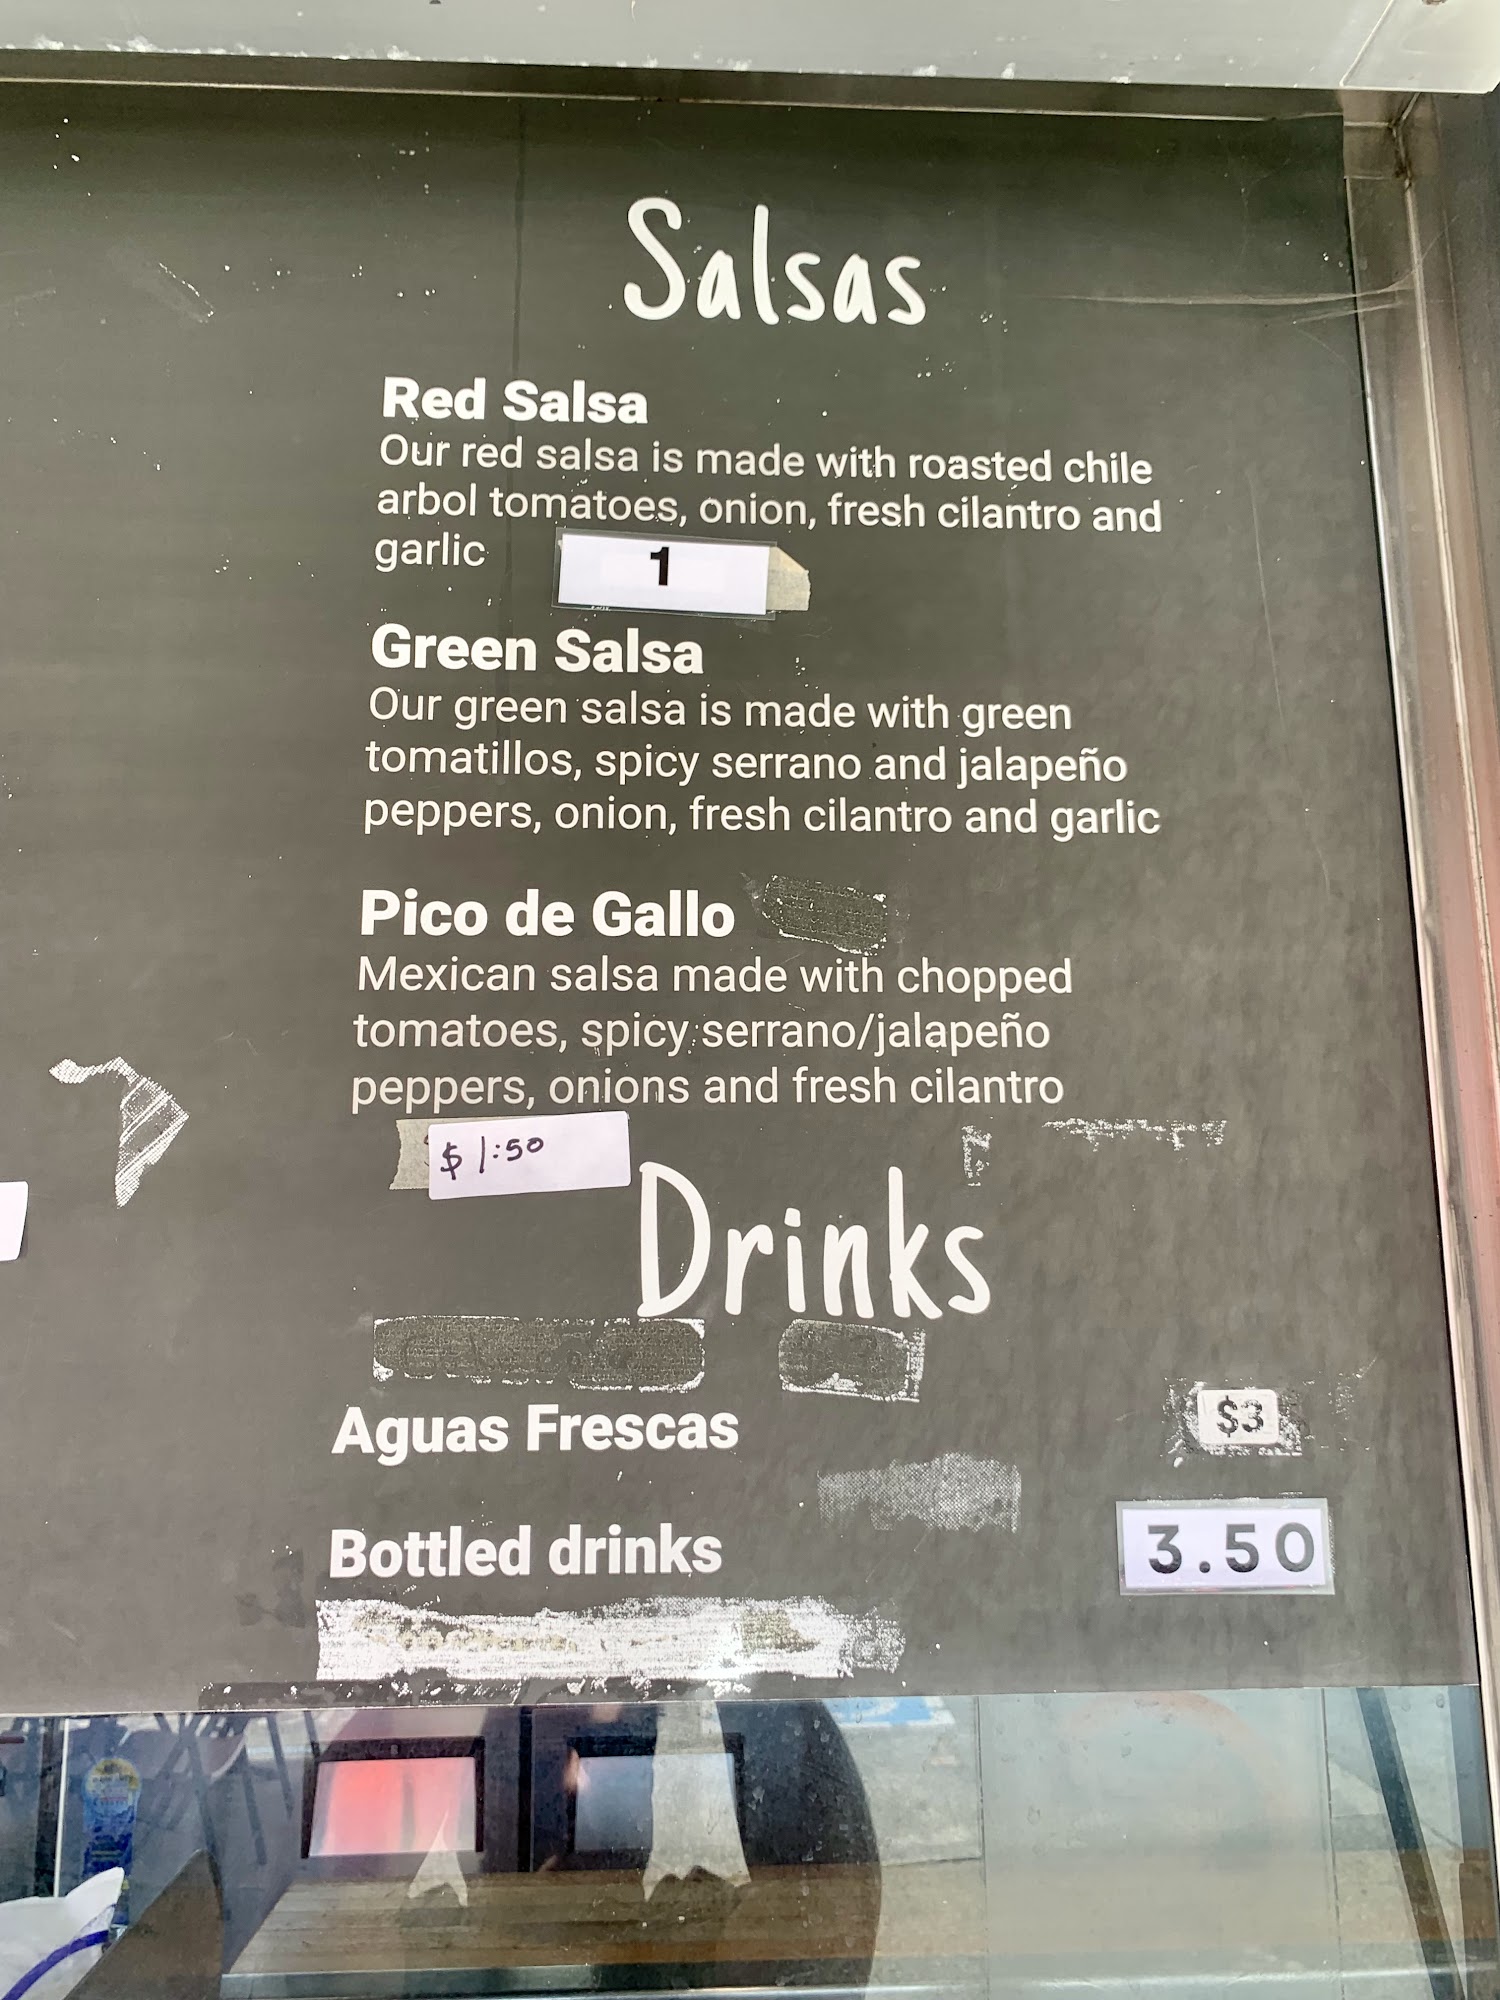 Salsas
Red Salsa
Our red salsa is made with roasted chile
arbol tomatoes, onion, fresh cilantro and
garlic
1
Green Salsa
Our green salsa is made with green
tomatillos, spicy serrano and jalapeño
peppers, onion, fresh cilantro and garlic
Pico de Gallo
Mexican salsa made with chopped
tomatoes, spicy serrano/jalapeño
peppers, onions and fresh cilantro
$1:50
Drinks
Aguas Frescas $3
Bottled drinks 3.50